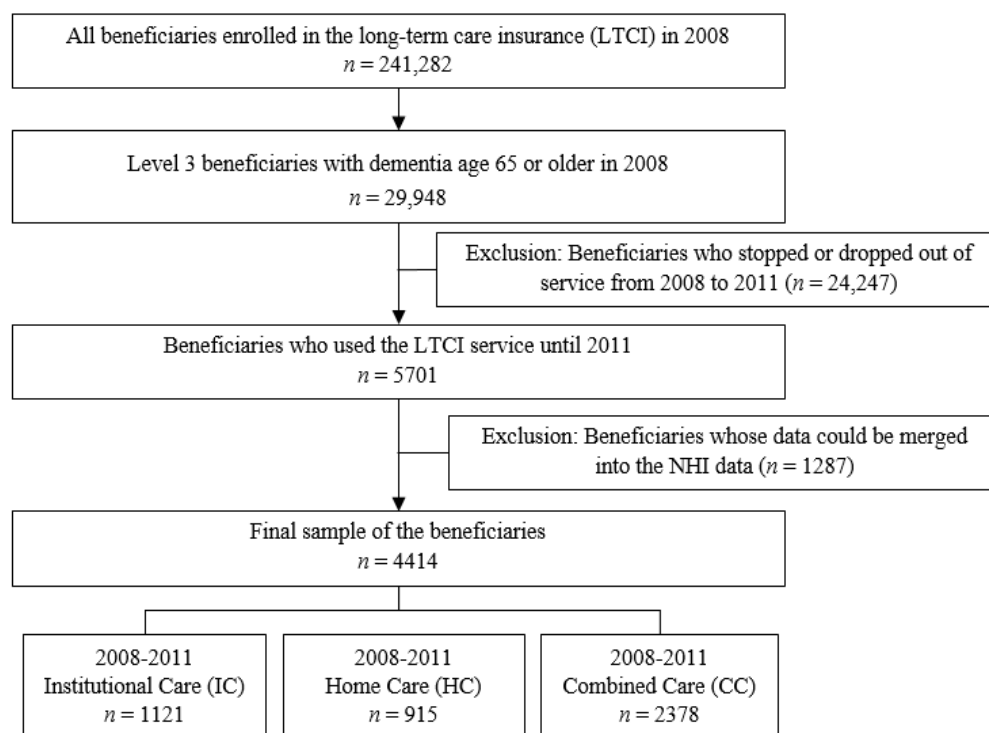 All beneficiaries enrolled in the long-term care insurance (LTCI) in 2008
n = 241,282
Level 3 beneficiaries with dementia age 65 or older in 2008
n = 29,948
Exclusion: Beneficiaries who stopped or dropped out of
service from 2008 to 2011 (n = 24,247)
Beneficiaries who used the LTCI service until 2011
n = 5701
Exclusion: Beneficiaries whose data could be merged
into the NHI data (n = 1287)
Final sample of the beneficiaries
n = 4414
2008-2011
Institutional Care (IC)
n = 1121
2008-2011
Home Care (HC)
n = 915
2008-2011
Combined Care (CC)
n = 2378